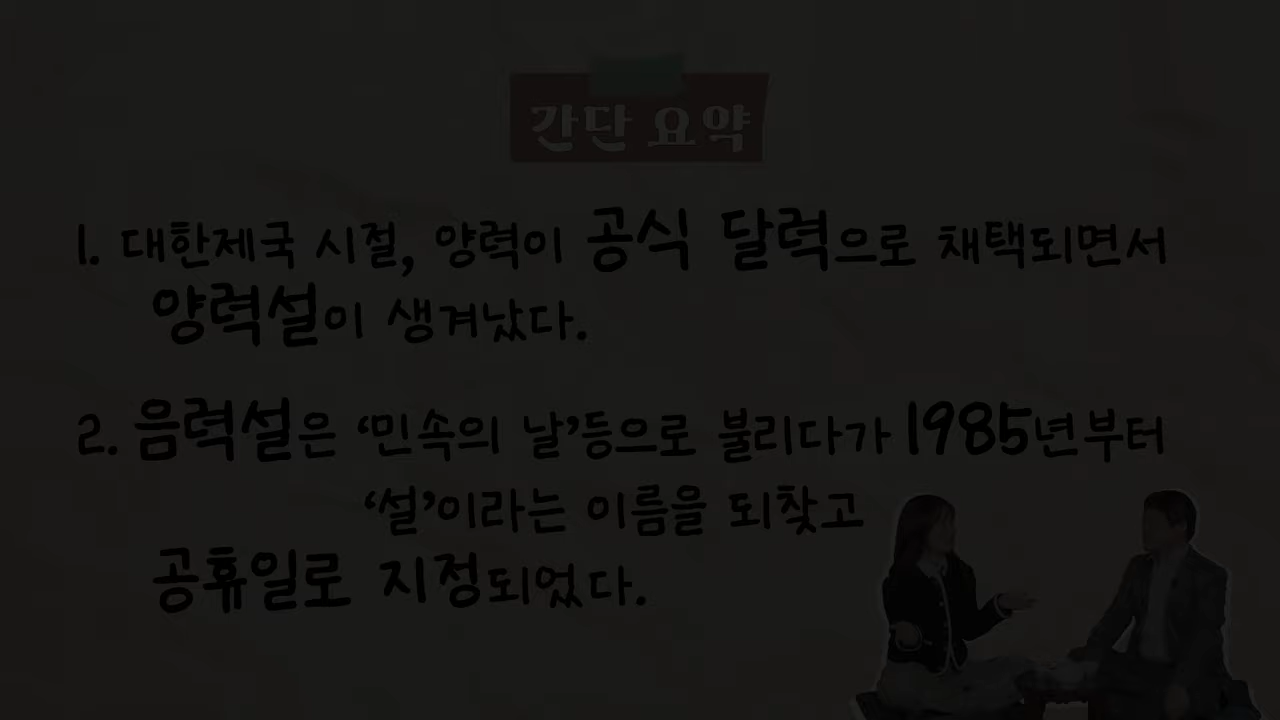 간단 요약
1. 대한제국 시절, 양력이 공식 달력으로 채택되면서
양력설이 생겨났다.
2. 음력설은 ‘민속의 날’등으로 불리다가 1985년부터
‘설’이라는 이름을 되찾고
공휴일로 지정되었다.